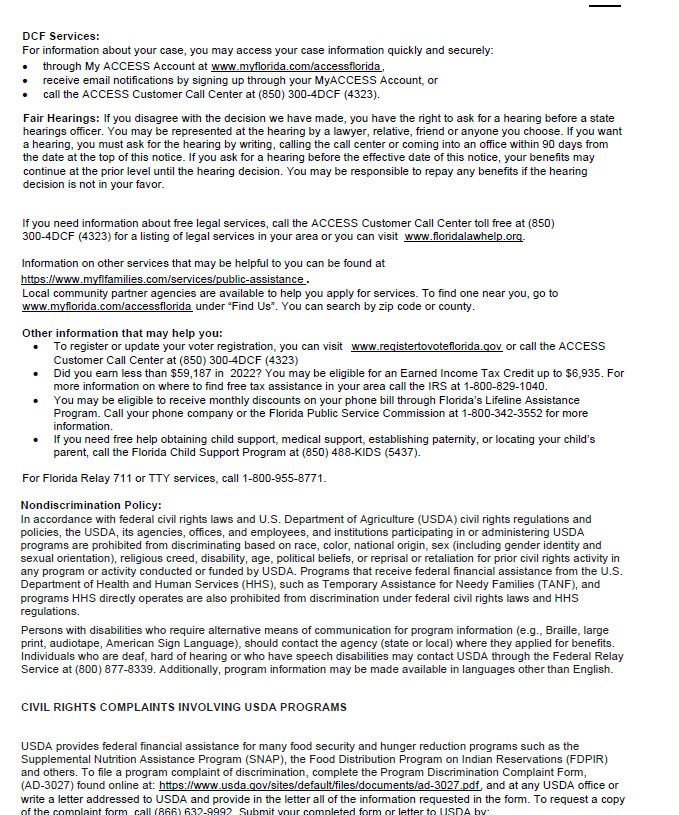 DCF Services:
For information about your case, you may access your case information quickly and securely:
• through My ACCESS Account at www.myflorida.com/accessflorida,
• receive email notifications by signing up through your MyACCESS Account, or
• call the ACCESS Customer Call Center at (850) 300-4DCF (4323).
Fair Hearings: If you disagree with the decision we have made, you have the right to ask for a hearing before a state
hearings officer. You may be represented at the hearing by a lawyer, relative, friend or anyone you choose. If you want
a hearing, you must ask for the hearing by writing, calling the call center or coming into an office within 90 days from
the date at the top of this notice. If you ask for a hearing before the effective date of this notice, your benefits may
continue at the prior level until the hearing decision. You may be responsible to repay any benefits if the hearing
decision is not in your favor.
If you need information about free legal services, call the ACCESS Customer Call Center toll free at (850)
300-4DCF (4323) for a listing of legal services in your area or you can visit www.floridalawhelp.org.
Information on other services that may be helpful to you can be found at
https://www.myflfamilies.com/services/public-assistance .
Local community partner agencies are available to help you apply for services. To find one near you, go to
www.myflorida.com/accessflorida under “Find Us”. You can search by zip code or county.
Other information that may help you:
• To register or update your voter registration, you can visit www.registertovoteflorida.gov or call the ACCESS
Customer Call Center at (850) 300-4DCF (4323)
• Did you earn less than $59,187 in 2022? You may be eligible for an Earned Income Tax Credit up to $6,935. For
more information on where to find free tax assistance in your area call the IRS at 1-800-829-1040.
• You may be eligible to receive monthly discounts on your phone bill through Florida’s Lifeline Assistance
Program. Call your phone company or the Florida Public Service Commission at 1-800-342-3552 for more
information.
• If you need free help obtaining child support, medical support, establishing paternity, or locating your child’s
parent, call the Florida Child Support Program at (850) 488-KIDS (5437).
For Florida Relay 711 or TTY services, call 1-800-955-8771.
Nondiscrimination Policy:
In accordance with federal civil rights laws and U.S. Department of Agriculture (USDA) civil rights regulations and
policies, the USDA, its agencies, offices, and employees, and institutions participating in or administering USDA
programs are prohibited from discriminating based on race, color, national origin, sex (including gender identity and
sexual orientation), religious creed, disability, age, political beliefs, or reprisal or retaliation for prior civil rights activity in
any program or activity conducted or funded by USDA. Programs that receive federal financial assistance from the U.S.
Department of Health and Human Services (HHS), such as Temporary Assistance for Needy Families (TANF), and
programs HHS directly operates are also prohibited from discrimination under federal civil rights laws and HHS
regulations.
Persons with disabilities who require alternative means of communication for program information (e.g., Braille, large
print, audiotape, American Sign Language), should contact the agency (state or local) where they applied for benefits.
Individuals who are deaf, hard of hearing or who have speech disabilities may contact USDA through the Federal Relay
Service at (800) 877-8339. Additionally, program information may be made available in languages other than English.
CIVIL RIGHTS COMPLAINTS INVOLVING USDA PROGRAMS
USDA provides federal financial assistance for many food security and hunger reduction programs such as the
Supplemental Nutrition Assistance Program (SNAP), the Food Distribution Program on Indian Reservations (FDPIR)
and others. To file a program complaint of discrimination, complete the Program Discrimination Complaint Form,
(AD-3027) found online at: https://www.usda.gov/sites/default/files/documents/ad-3027.pdf, and at any USDA office or
write a letter addressed to USDA and provide in the letter all of the information requested in the form. To request a copy
of the complaint form, call (866) 632-9992. Submit your completed form or letter to USDA by: